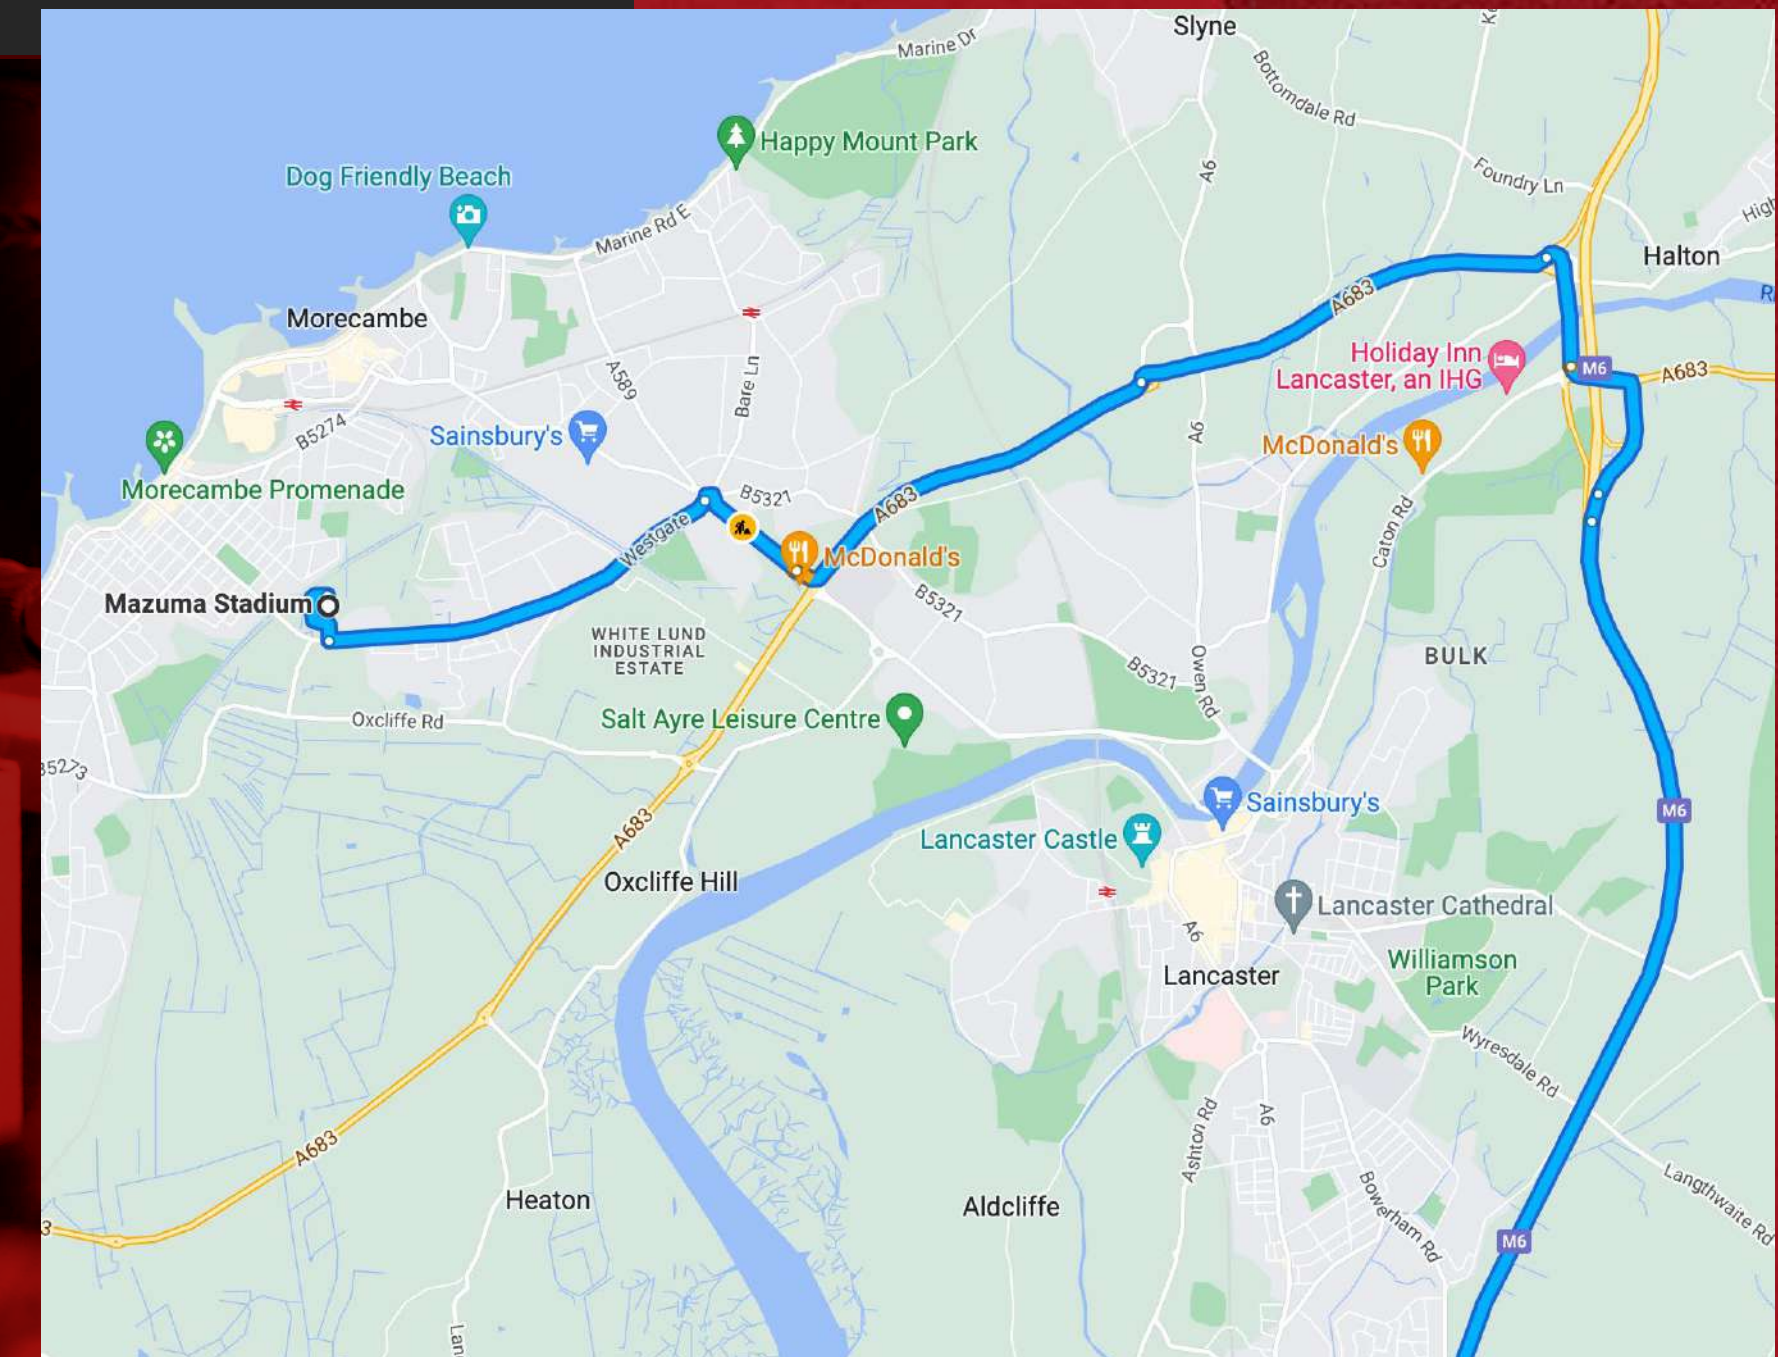 Slyne
Marine Dr
Bottomdale Rd
Happy Mount Park
A6
Foundry Ln
Dog Friendly Beach
Marine Rd E
Halton
Morecambe
A683
Holiday Inn
Lancaster, an IHG
M6
A683
A589
Bare Ln
B5274
Sainsbury's
A6
McDonald's
Morecambe Promenade
B5321
A683
Westgate
Caton Rd
McDonald's
Mazuma Stadium
B5321
WHITE LUND
INDUSTRIAL
ESTATE
BULK
B5321
Owen Rd
Oxcliffe Rd
Salt Ayre Leisure Centre
B5273
Sainsbury's
M6
A683
Lancaster Castle
Oxcliffe Hill
Lancaster Cathedral
A6
Williamson
Park
Lancaster
Wyresdale Rd
A683
Ashton Rd
A6
Heaton
Aldcliffe
Bowerham Rd
Langthwaite Rd
3
M6